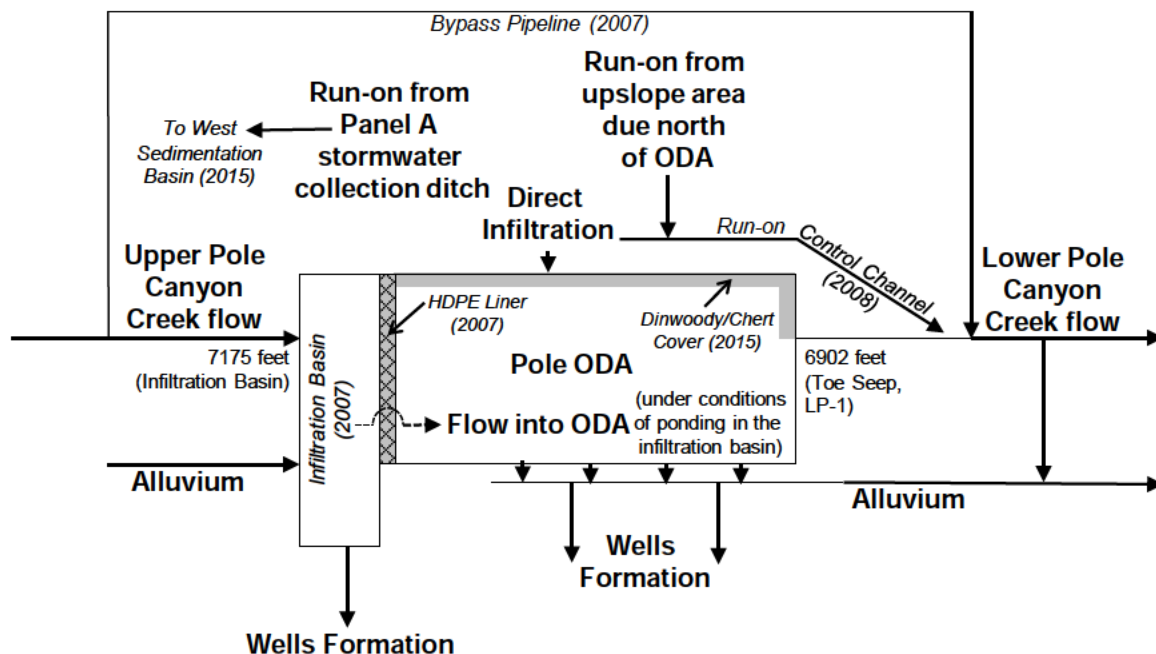 Bypass Pipeline (2007)
Run-on from
Panel A
stormwater
collection ditch
To West
Sedimentation
Basin (2015)
Run-on from
upslope area
due north
of ODA
Direct
Infiltration
Run-on
Control Channel
(2008)
Upper Pole
Canyon
Creek flow
Lower Pole
Canyon
Creek flow
7175 feet
(Infiltration Basin)
Infiltration Basin
(2007)
HDPE Liner
(2007)
Dinwoody/Chert
Cover (2015)
Pole ODA
6902 feet
(Toe Seep,
LP-1)
Flow into ODA
(under conditions
of ponding in the
infiltration basin)
Alluvium
Alluvium
Wells
Formation
Wells Formation